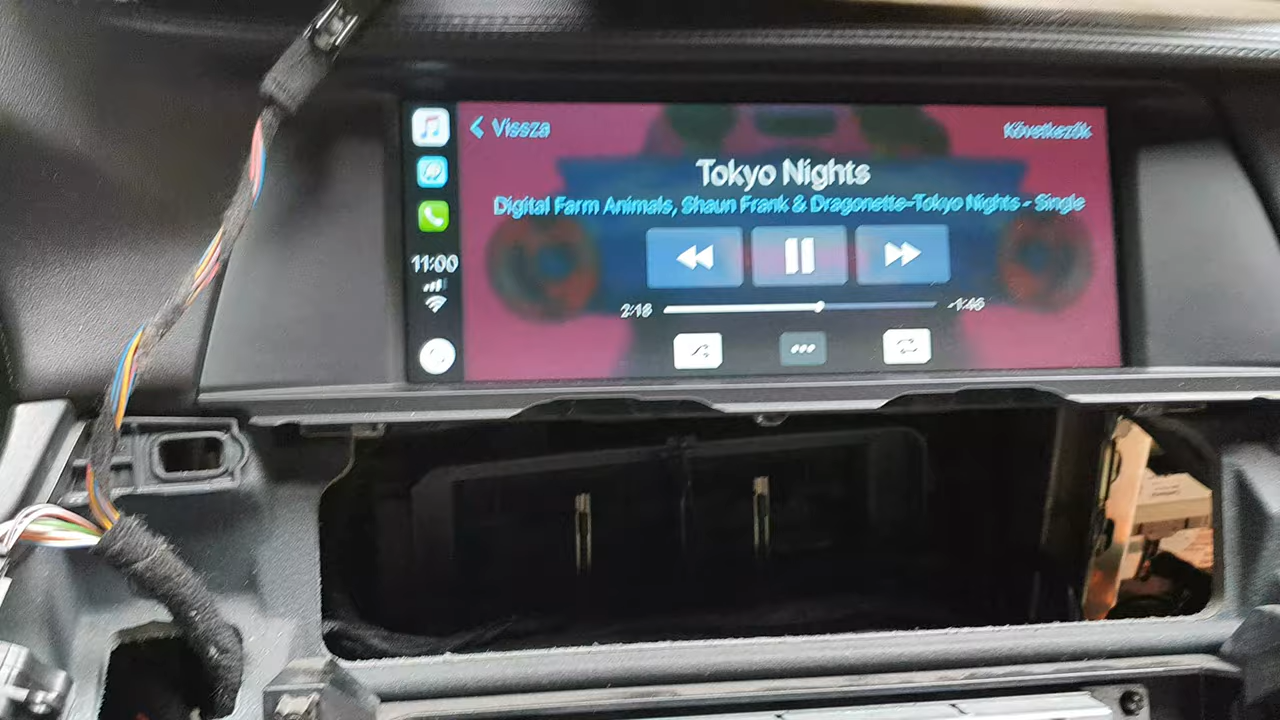 Vissza
Következők
Tokyo Nights
Digital Farm Animals, Shaun Frank & Dragonette–Tokyo Nights - Single
11:00
2:18
-1:46